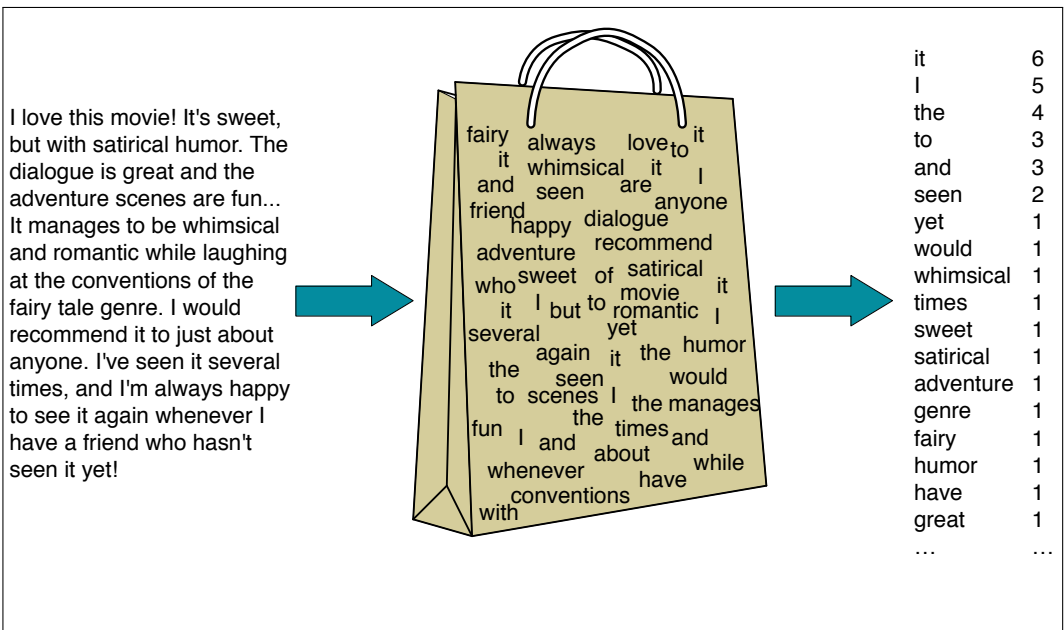 I love this movie! It's sweet,
but with satirical humor. The
dialogue is great and the
adventure scenes are fun...
It manages to be whimsical
and romantic while laughing
at the conventions of the
fairy tale genre. I would
recommend it to just about
anyone. I've seen it several
times, and I'm always happy
to see it again whenever I
have a friend who hasn't
seen it yet!
fairy always love to it
it whimsical it I
and seen are anyone
friend happy dialogue
adventure recommend
who sweet of satirical it
it I but to movie romantic I
several yet
again it the humor
the seen would
to scenes I the manages
fun the times and
I and about while
whenever have
conventions
with
it 6
I 5
the 4
to 3
and 3
seen 2
yet 1
would 1
whimsical 1
times 1
sweet 1
satirical 1
adventure 1
genre 1
fairy 1
humor 1
have 1
great 1
… …